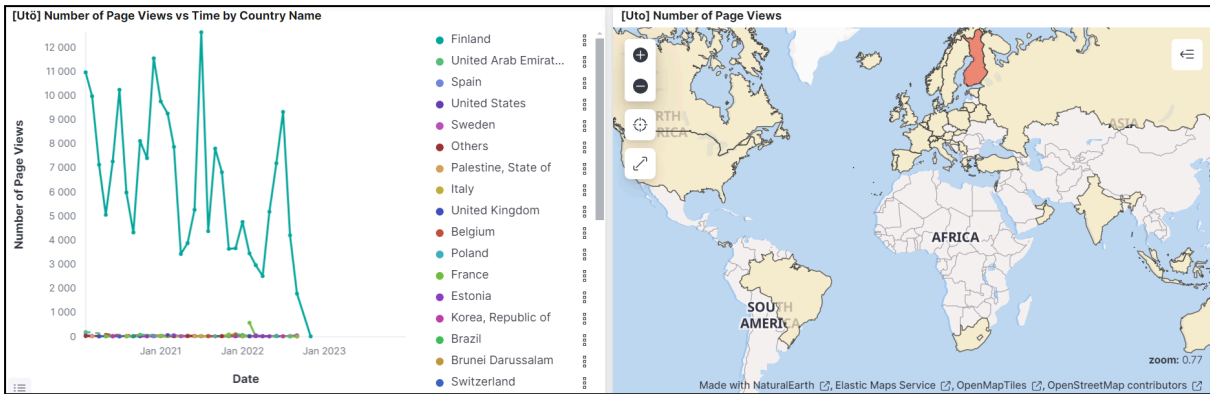 [Utö] Number of Page Views vs Time by Country Name
Number of Page Views
12 000
11 000
10 000
9 000
8 000
7 000
6 000
5 000
4 000
3 000
2 000
1 000
0
Jan 2021
Jan 2022
Jan 2023
Date
Finland
United Arab Emirat...
Spain
United States
Sweden
Others
Palestine, State of
Italy
United Kingdom
Belgium
Poland
France
Estonia
Korea, Republic of
Brazil
Brunei Darussalam
Switzerland
[Uto] Number of Page Views
RTH
RICA
ASIA
AFRICA
SOUTH
AMERICA
zoom: 0.77
Made with NaturalEarth, Elastic Maps Service, OpenMapTiles, OpenStreetMap contributors